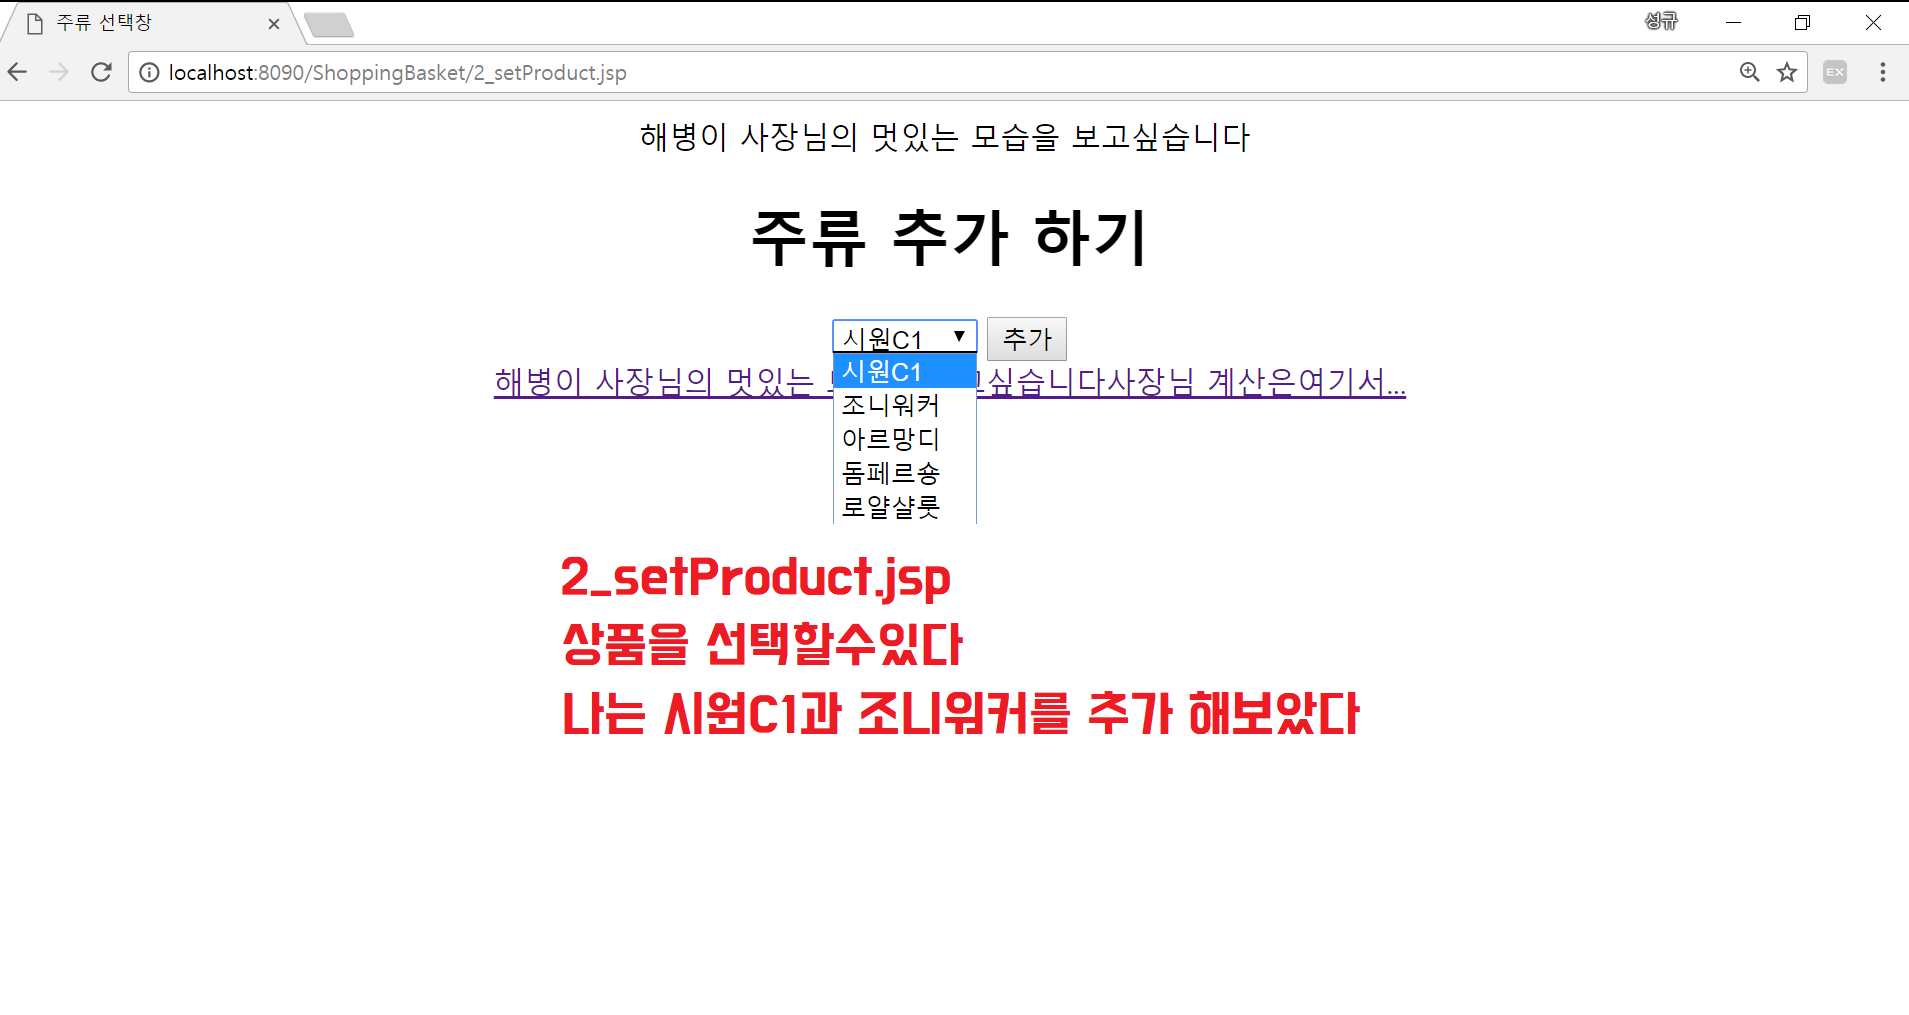 주류 선택창
성규
localhost:8090/ShoppingBasket/2_setProduct.jsp
EX
해병이 사장님의 멋있는 모습을 보고싶습니다
주류 추가 하기
시원C1 추가
시원C1
해병이 사장님의 멋있는 싶습니다사장님 계산은여기서...
조니워커
아르망디
돔페르숑
로얄샬룻
2_setProduct.jsp
상품을 선택할수있다
나는 시원C1과 조니워커를 추가 해보았다